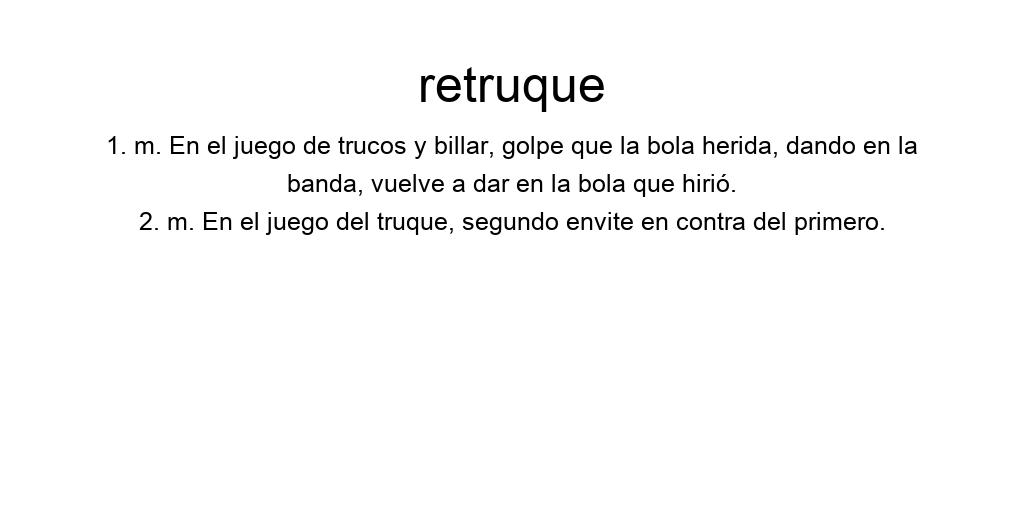 retruque
1. m. En el juego de trucos y billar, golpe que la bola herida, dando en la
banda, vuelve a dar en la bola que hirió.
2. m. En el juego del truque, segundo envite en contra del primero.